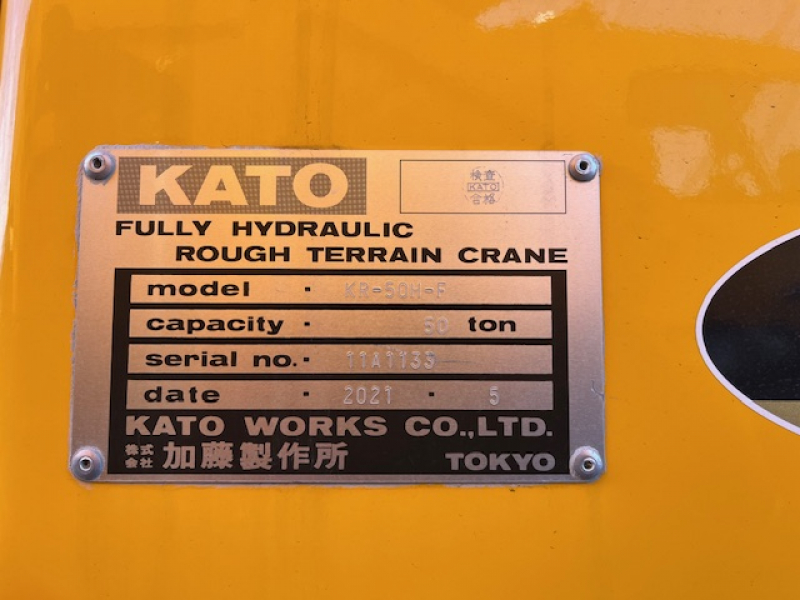 KATO
検査
KATO
合格
FULLY HYDRAULIC
ROUGH TERRAIN CRANE
model · KR-50H-F
capacity · 50 ton
serial no. · 11A1133
date · 2021 · 5
KATO WORKS CO.,LTD.
株式会社 加藤製作所 TOKYO